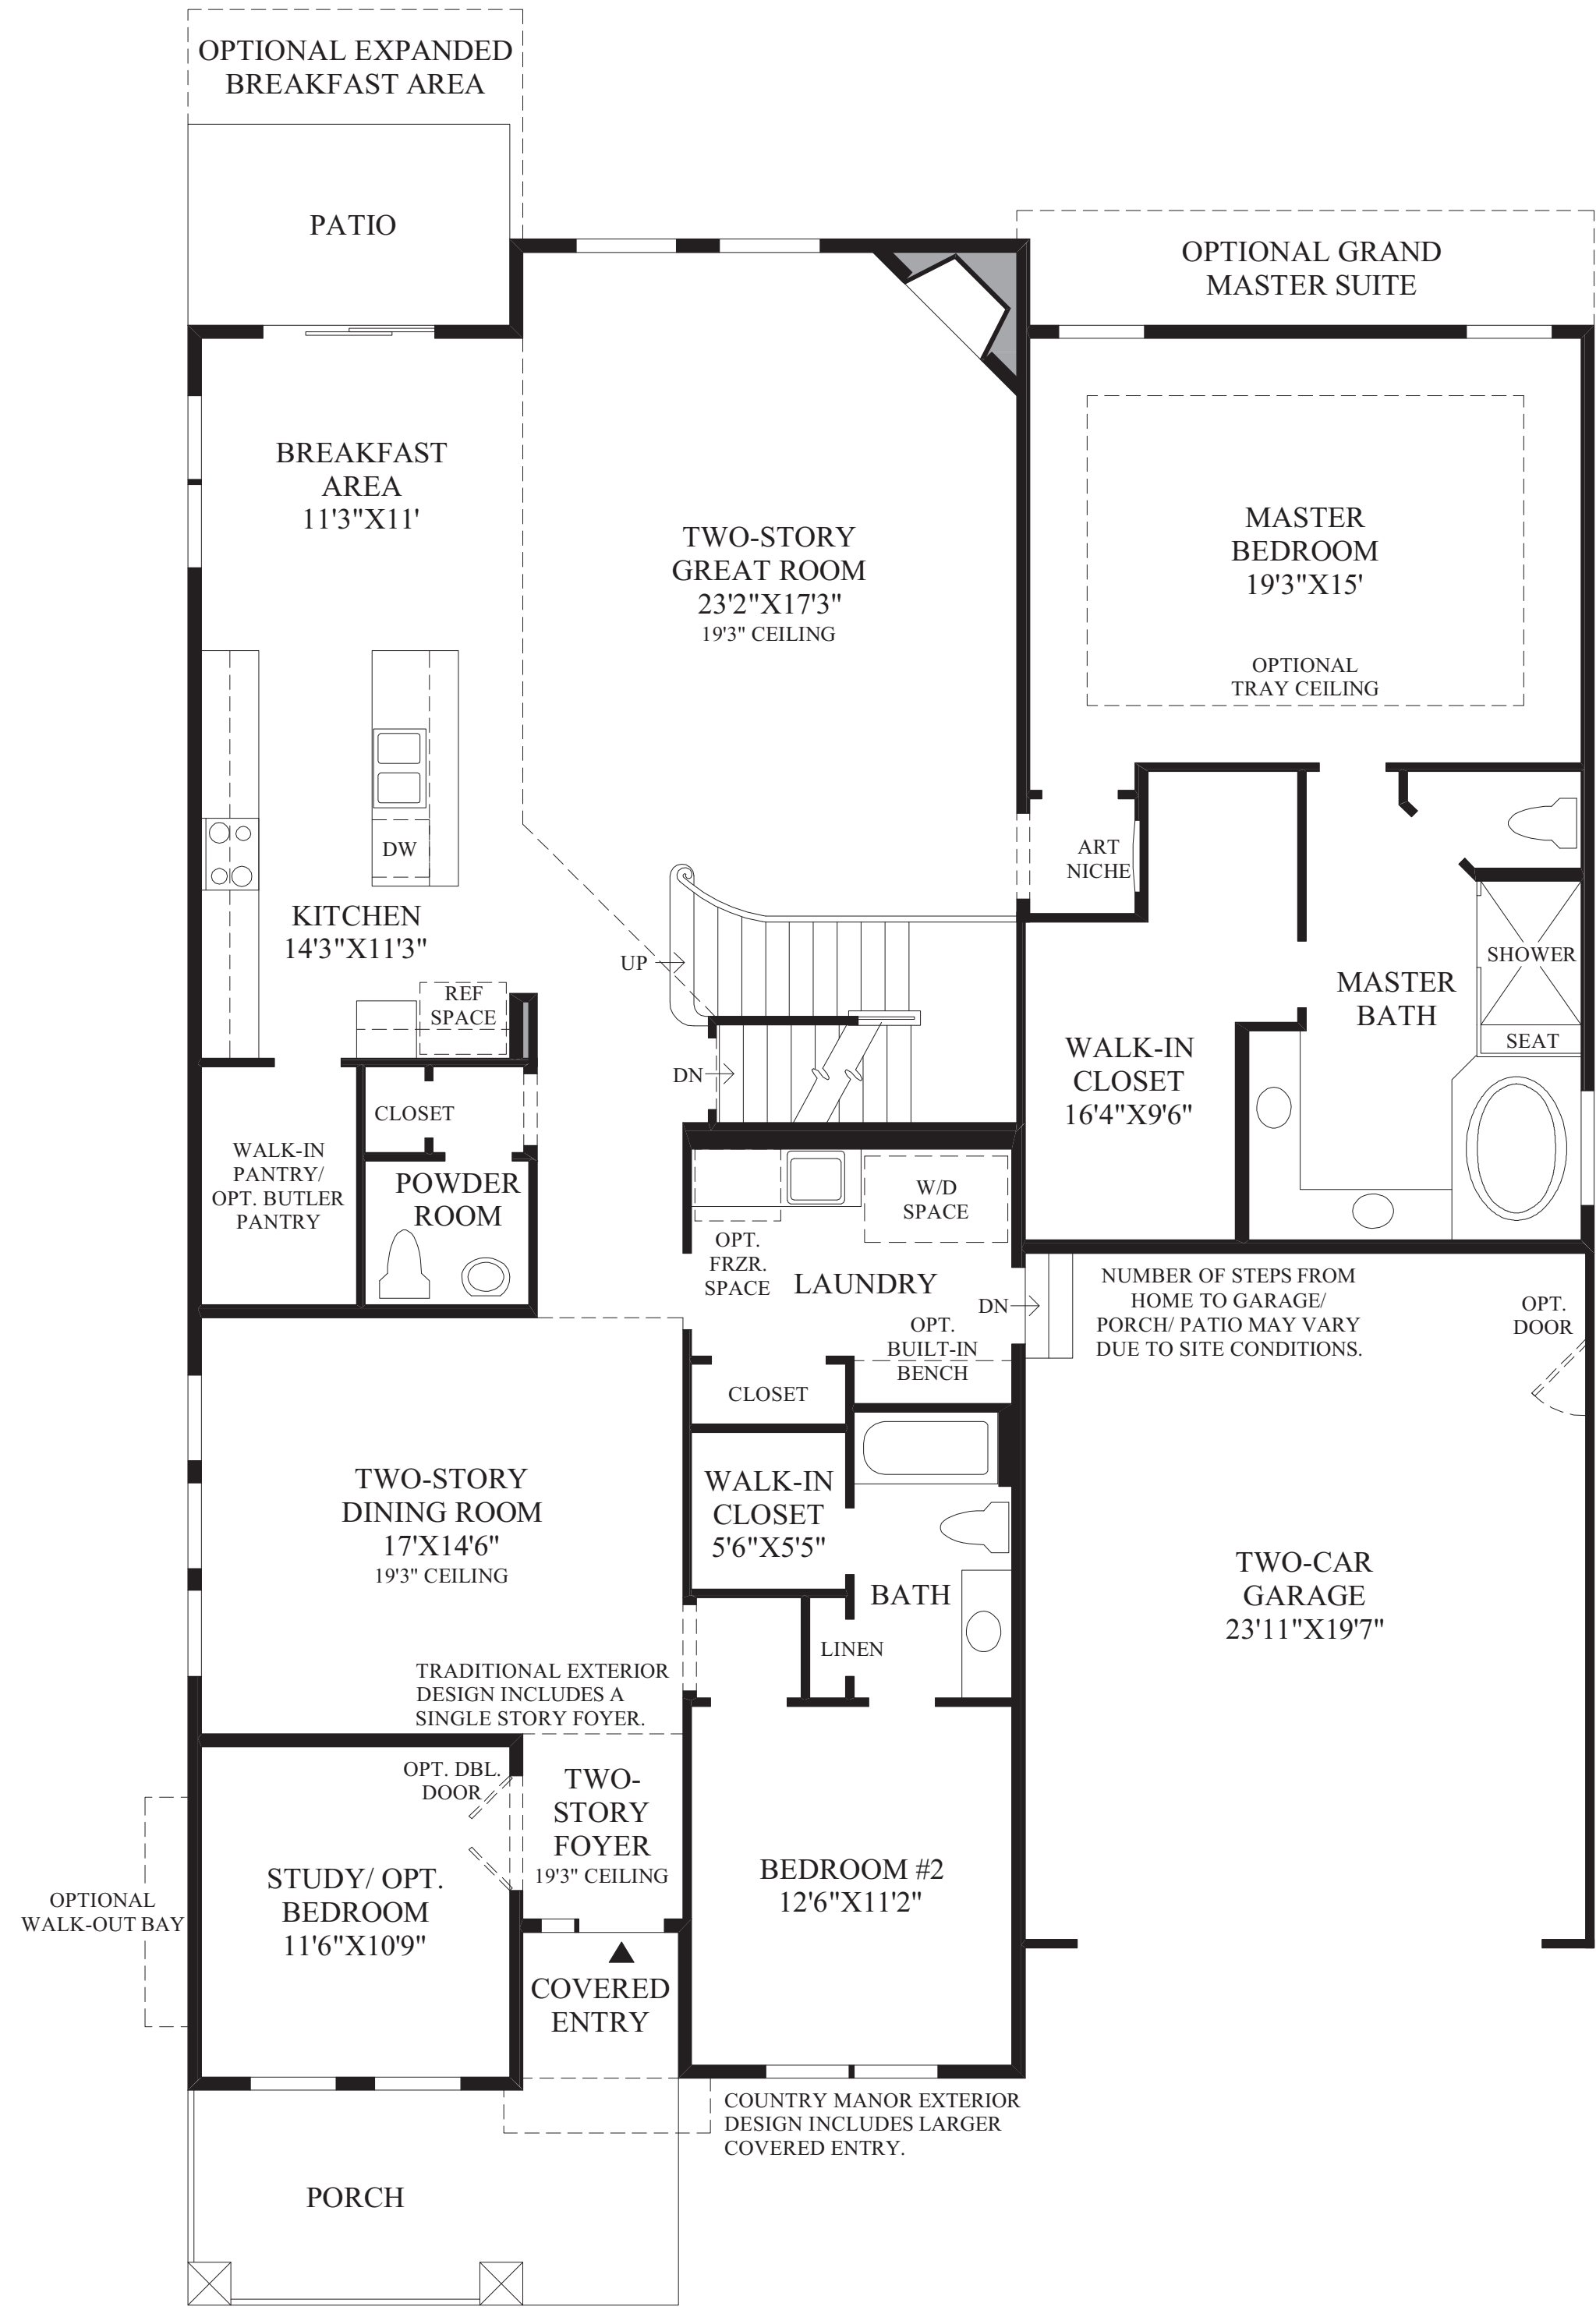 OPTIONAL EXPANDED
BREAKFAST AREA
PATIO
OPTIONAL GRAND
MASTER SUITE
BREAKFAST
AREA
11'3"X11'
TWO-STORY
GREAT ROOM
23'2"X17'3"
19'3" CEILING
MASTER
BEDROOM
19'3"X15'
OPTIONAL
TRAY CEILING
DW
ART
NICHE
KITCHEN
14'3"X11'3"
UP
REF
SPACE
SHOWER
MASTER
BATH
SEAT
WALK-IN
CLOSET
16'4"X9'6"
DN
CLOSET
WALK-IN
PANTRY/
OPT. BUTLER
PANTRY
POWDER
ROOM
W/D
SPACE
OPT.
FRZR.
SPACE
LAUNDRY
DN
OPT.
BUILT-IN
BENCH
CLOSET
NUMBER OF STEPS FROM
HOME TO GARAGE/
PORCH/ PATIO MAY VARY
DUE TO SITE CONDITIONS.
OPT.
DOOR
TWO-STORY
DINING ROOM
17'X14'6"
19'3" CEILING
WALK-IN
CLOSET
5'6"X5'5"
BATH
LINEN
TWO-CAR
GARAGE
23'11"X19'7"
TRADITIONAL EXTERIOR
DESIGN INCLUDES A
SINGLE STORY FOYER.
OPT. DBL.
DOOR
TWO-
STORY
FOYER
19'3" CEILING
STUDY/ OPT.
BEDROOM
11'6"X10'9"
OPTIONAL
WALK-OUT BAY
BEDROOM #2
12'6"X11'2"
COVERED
ENTRY
COUNTRY MANOR EXTERIOR
DESIGN INCLUDES LARGER
COVERED ENTRY.
PORCH